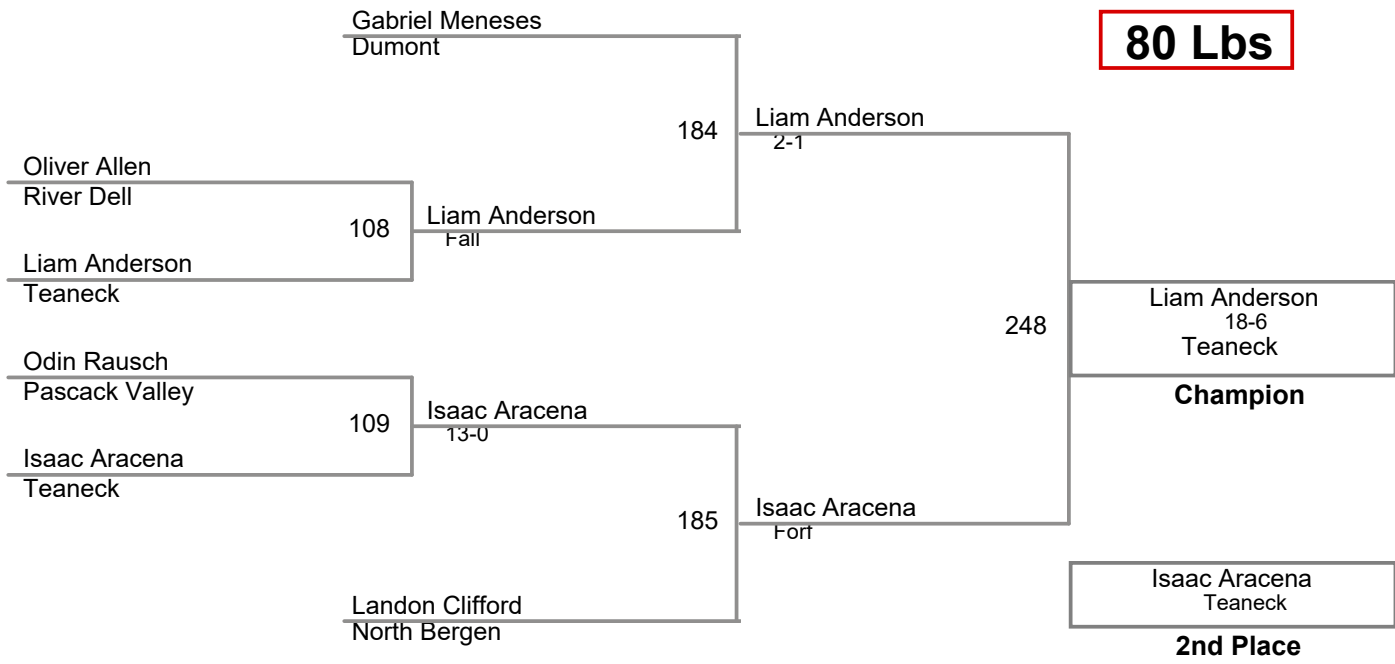 Gabriel Meneses
Dumont
80 Lbs
184
Liam Anderson
2-1
Oliver Allen
River Dell
108
Liam Anderson
Fall
Liam Anderson
Teaneck
248
Liam Anderson
18-6
Teaneck
Champion
Odin Rausch
Pascack Valley
109
Isaac Aracena
13-0
Isaac Aracena
Teaneck
185
Isaac Aracena
Forf
Landon Clifford
North Bergen
Isaac Aracena
Teaneck
2nd Place